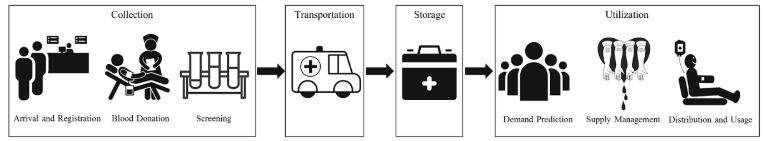 Collection
Transportation
Storage
Utilization
Arrival and Registration
Blood Donation
Screening
Demand Prediction
Supply Management
Distribution and Usage